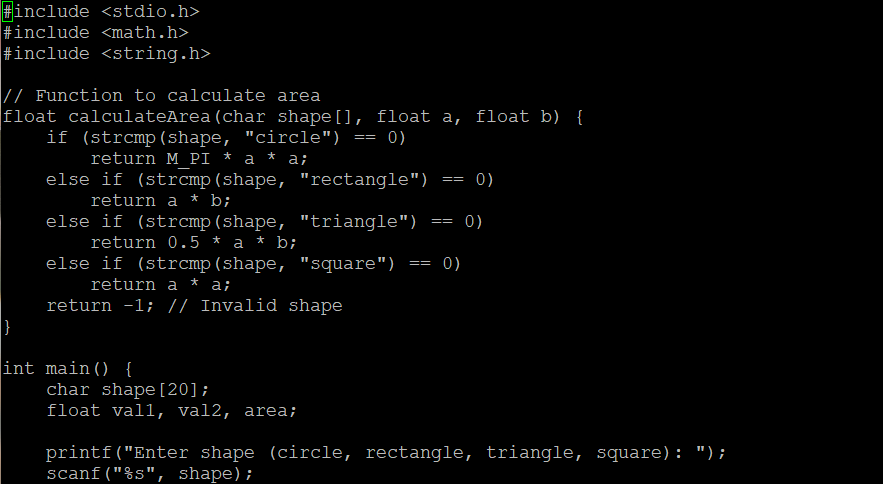 #include <stdio.h>
#include <math.h>
#include <string.h>

// Function to calculate area
float calculateArea(char shape[], float a, float b) {
    if (strcmp(shape, "circle") == 0)
        return M_PI * a * a;
    else if (strcmp(shape, "rectangle") == 0)
        return a * b;
    else if (strcmp(shape, "triangle") == 0)
        return 0.5 * a * b;
    else if (strcmp(shape, "square") == 0)
        return a * a;
    return -1; // Invalid shape
}

int main() {
    char shape[20];
    float val1, val2, area;

    printf("Enter shape (circle, rectangle, triangle, square): ");
    scanf("%s", shape);